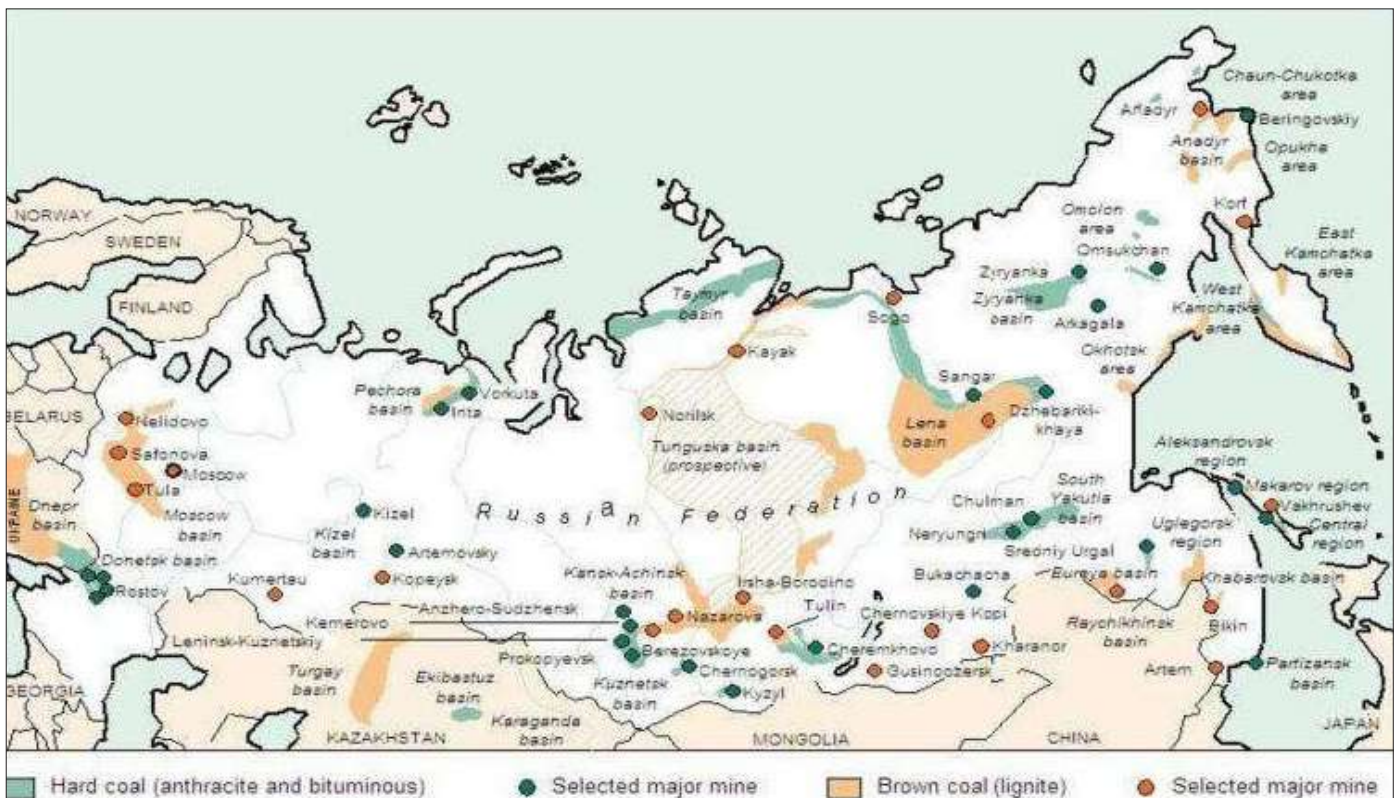 Chaun-Chukotka
area
Anadyr
Beringovskiy
Anadyr
basin
Opukha
area
NORWAY
SWEDEN
Omolon
area
Korf
East
Kamchatka
area
FINLAND
Taymyr
basin
Sogo
Zyryanka
Zyryanka
basin
Omsukchan
Arkagala
West
Kamchatka
area
Okhotsk
area
Kayak
BELARUS
Pechora
basin
Vorkuta
Inta
Norilsk
Sangar
Lena
basin
Dzhebariki-
khaya
Nelidovo
Safonova
Moscow
Tula
Moscow
basin
Tunguska basin
(prospective)
Aleksandrovsk
region
Makarov region
Vakhrushev
Central
region
UKRAINE
Dnepr
basin
Donetsk basin
Rostov
Kizel
Kizel
basin
Artemovsky
Russian Federation
Chulman
South
Yakutia
basin
Neryungri
Sredniy Urgal
Uglegorsk
region
Kumertau
Kopeysk
Kansk-Achinsk
basin
Irsha-Borodino
Bukachacha
Bureya basin
Khabarovsk basin
Anzhero-Sudzhensk
Kemerovo
Leninsk-Kuznetskiy
Prokopyevsk
Nazarova
Berezovskoye
Tulin
Cheremkhovo
Chernovskiye Kopi
Kharanor
Raychikhinsk
basin
Bikin
Turgay
basin
Ekibastuz
basin
Kuznetsk
basin
Chernogorsk
Kyzyl
Gusinoozersk
Artem
Partizansk
basin
GEORGIA
KAZAKHSTAN
Karaganda
basin
MONGOLIA
CHINA
JAPAN
Hard coal (anthracite and bituminous) Selected major mine Brown coal (lignite) Selected major mine